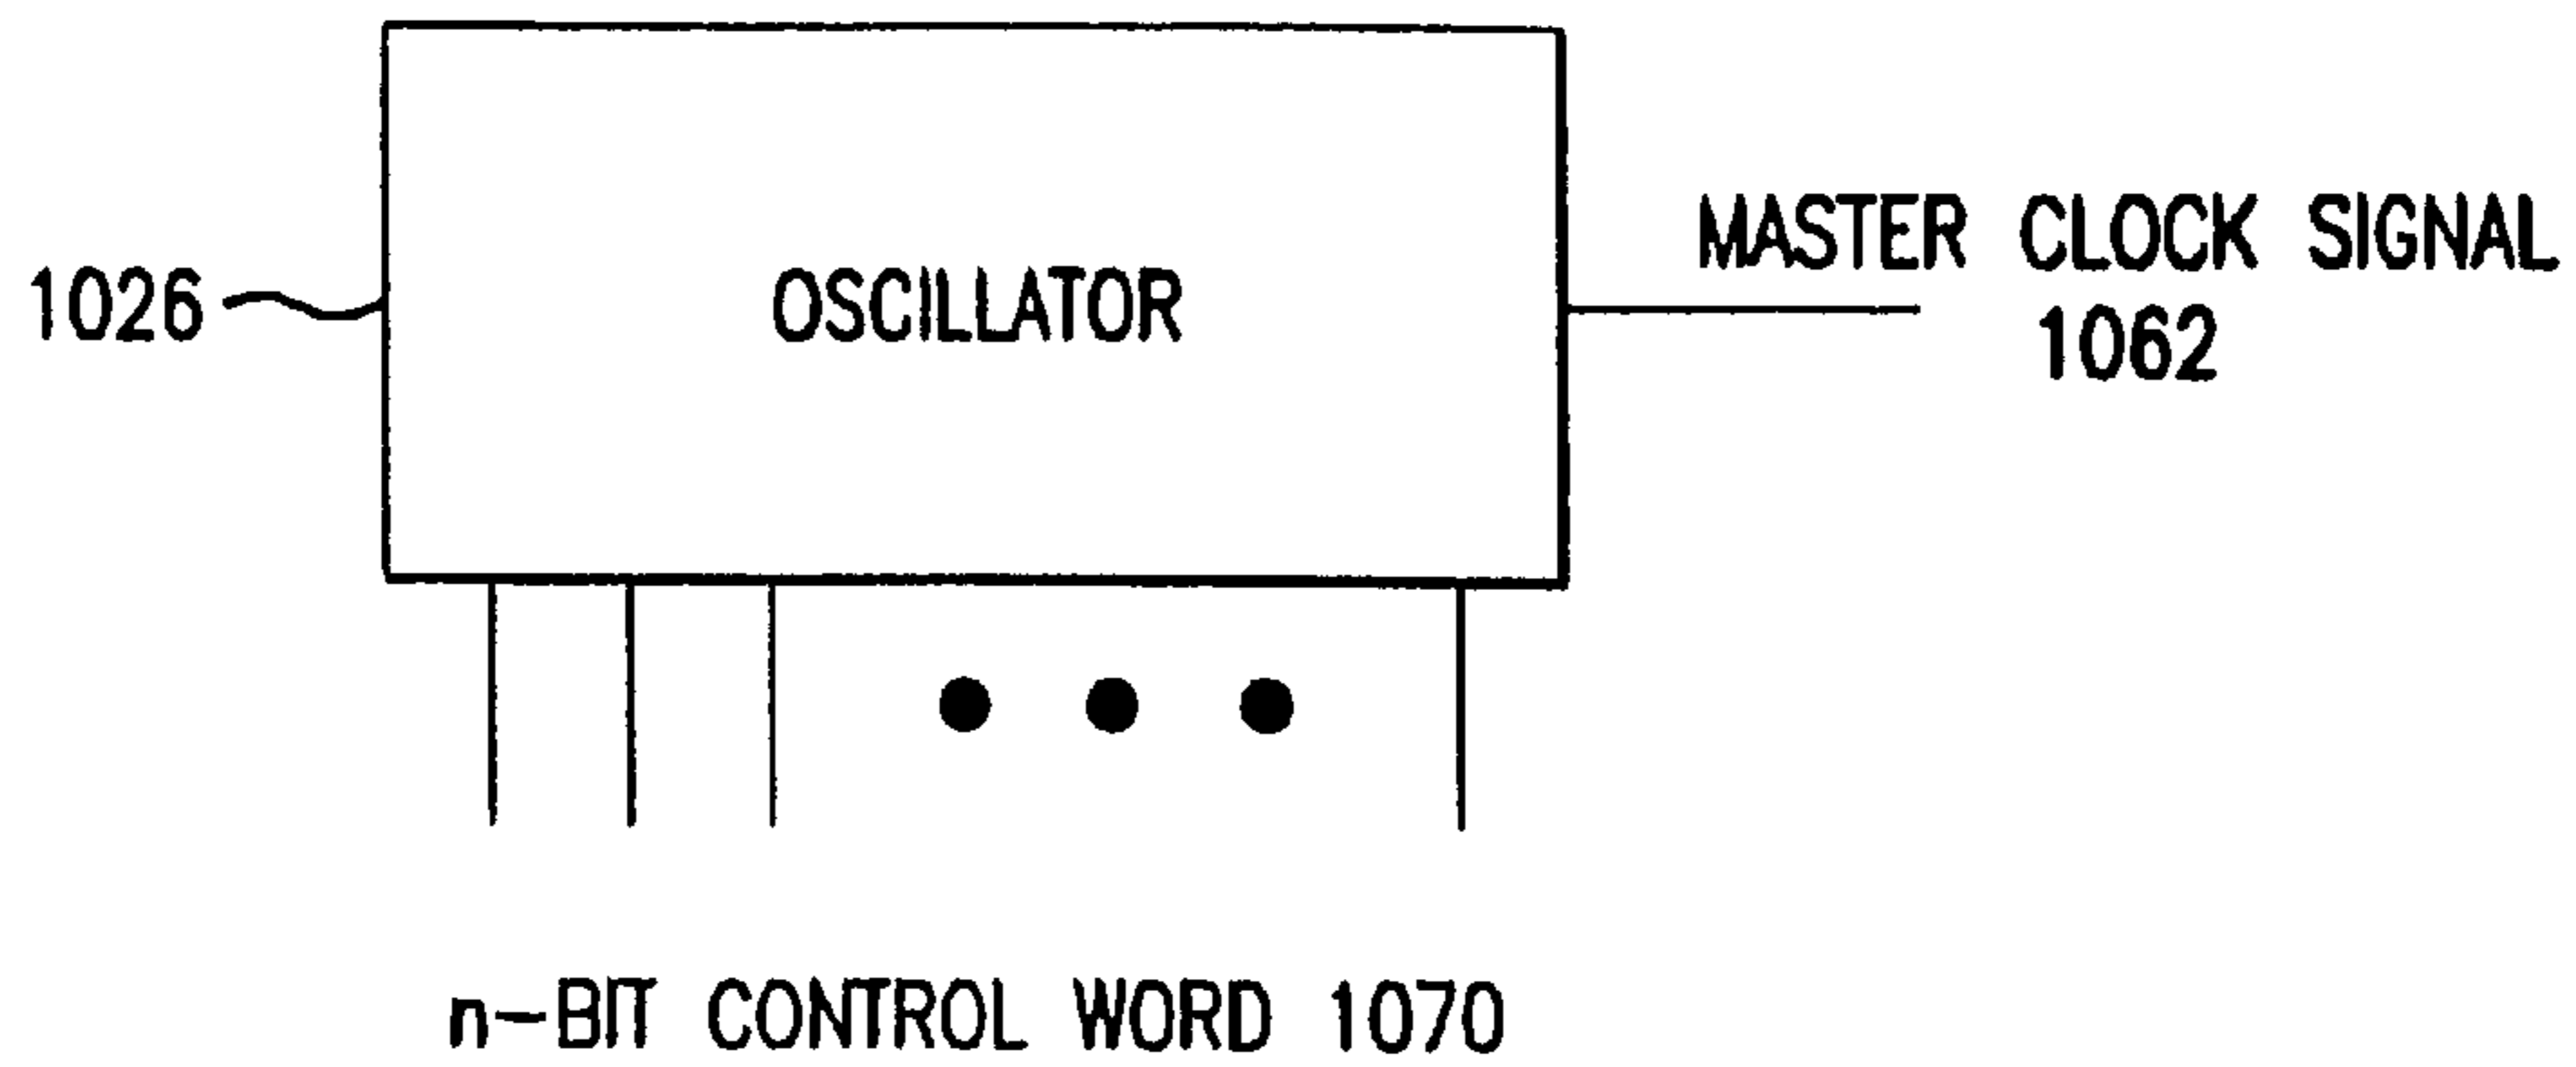 MASTER CLOCK SIGNAL
1026
OSCILLATOR
1062
n-BIT CONTROL WORD 1070